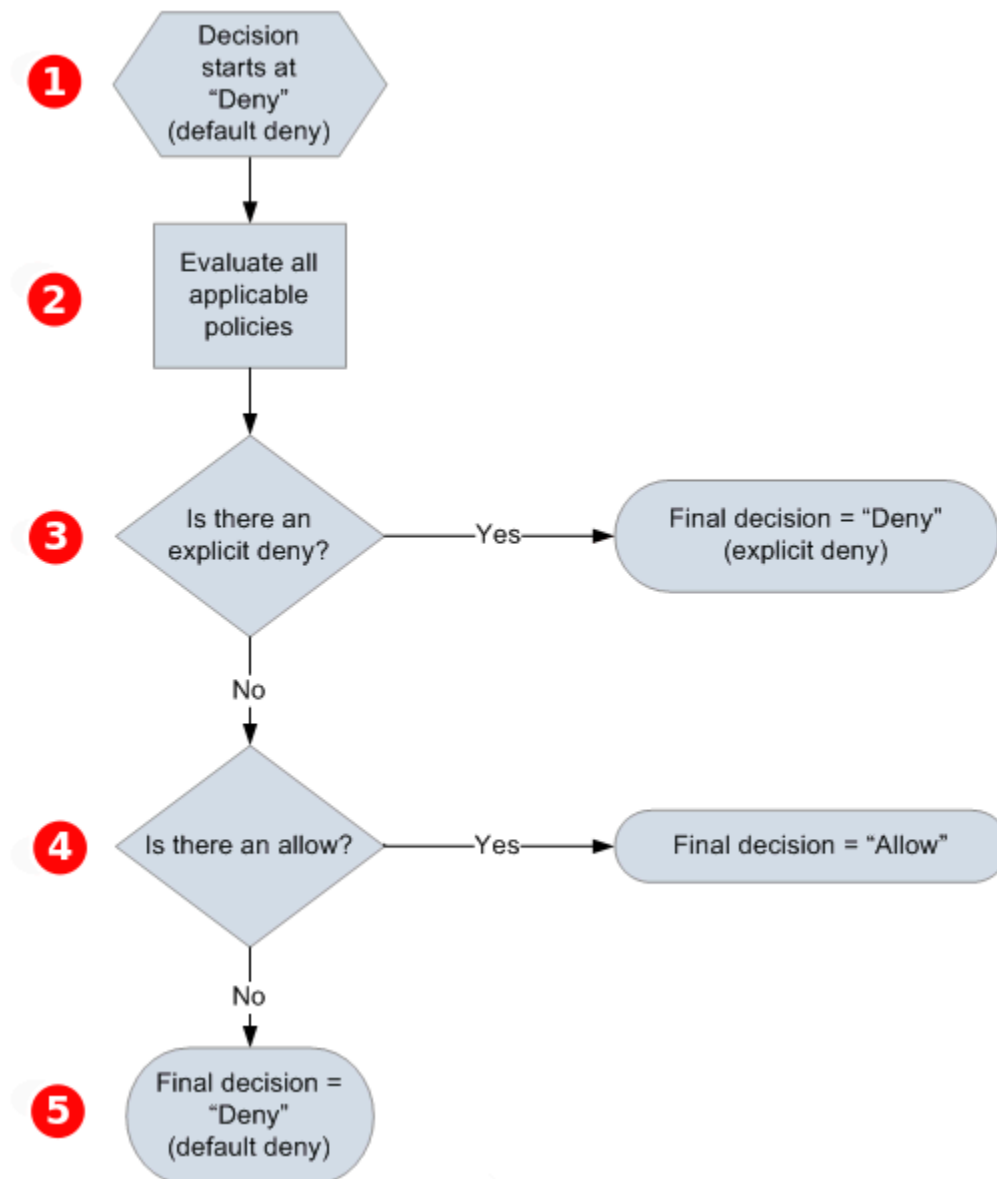 1
Decision
starts at
“Deny”
(default deny)
2
Evaluate all
applicable
policies
3
Is there an
explicit deny?
Yes
Final decision = “Deny”
(explicit deny)
No
4
Is there an allow?
Yes
Final decision = “Allow”
No
5
Final decision =
“Deny”
(default deny)